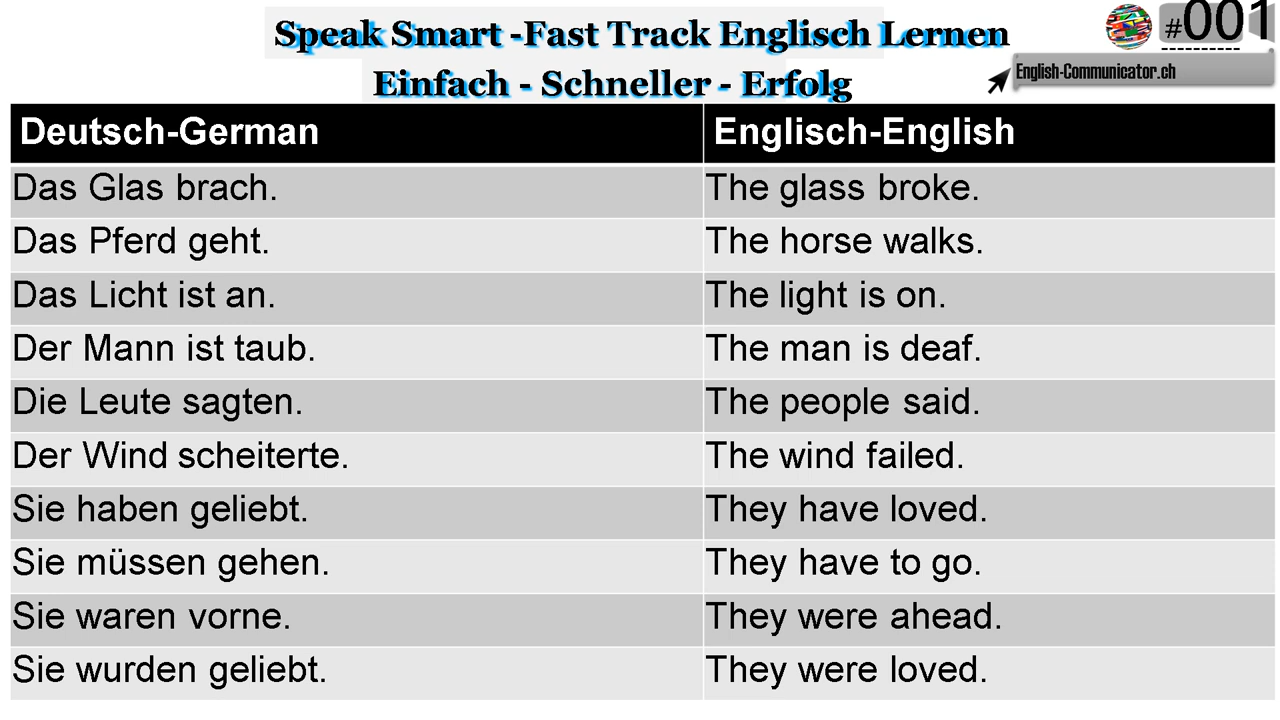 Speak Smart -Fast Track Englisch Lernen
#001
Einfach - Schneller - Erfolg
English-Communicator.ch
Deutsch-German Englisch-English
Das Glas brach. The glass broke.
Das Pferd geht. The horse walks.
Das Licht ist an. The light is on.
Der Mann ist taub. The man is deaf.
Die Leute sagten. The people said.
Der Wind scheiterte. The wind failed.
Sie haben geliebt. They have loved.
Sie müssen gehen. They have to go.
Sie waren vorne. They were ahead.
Sie wurden geliebt. They were loved.